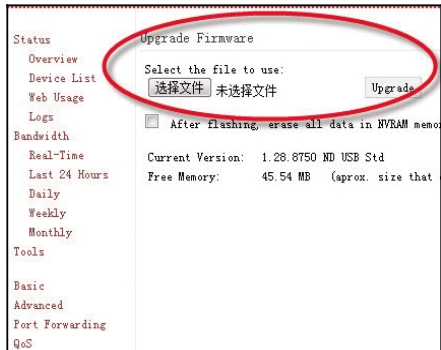 Status
Overview
Device List
Web Usage
Logs
Bandwidth
Real-Time
Last 24 Hours
Daily
Weekly
Monthly
Tools
Basic
Advanced
Port Forwarding
QoS
Upgrade Firmware
Select the file to use:
选择文件 未选择文件 Upgrade
After flashing, erase all data in NVRAM memo
Current Version: 1.28.8750 ND USB Std
Free Memory: 45.54 MB (aprox. size that